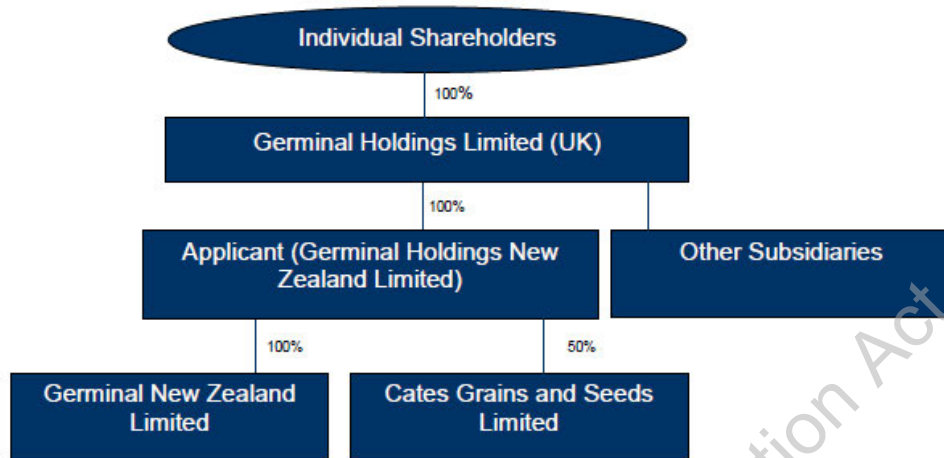 Individual Shareholders
100%
Germinal Holdings Limited (UK)
100%
Applicant (Germinal Holdings New
Zealand Limited)
Other Subsidiaries
100%
50%
Germinal New Zealand
Limited
Cates Grains and Seeds
Limited
Act